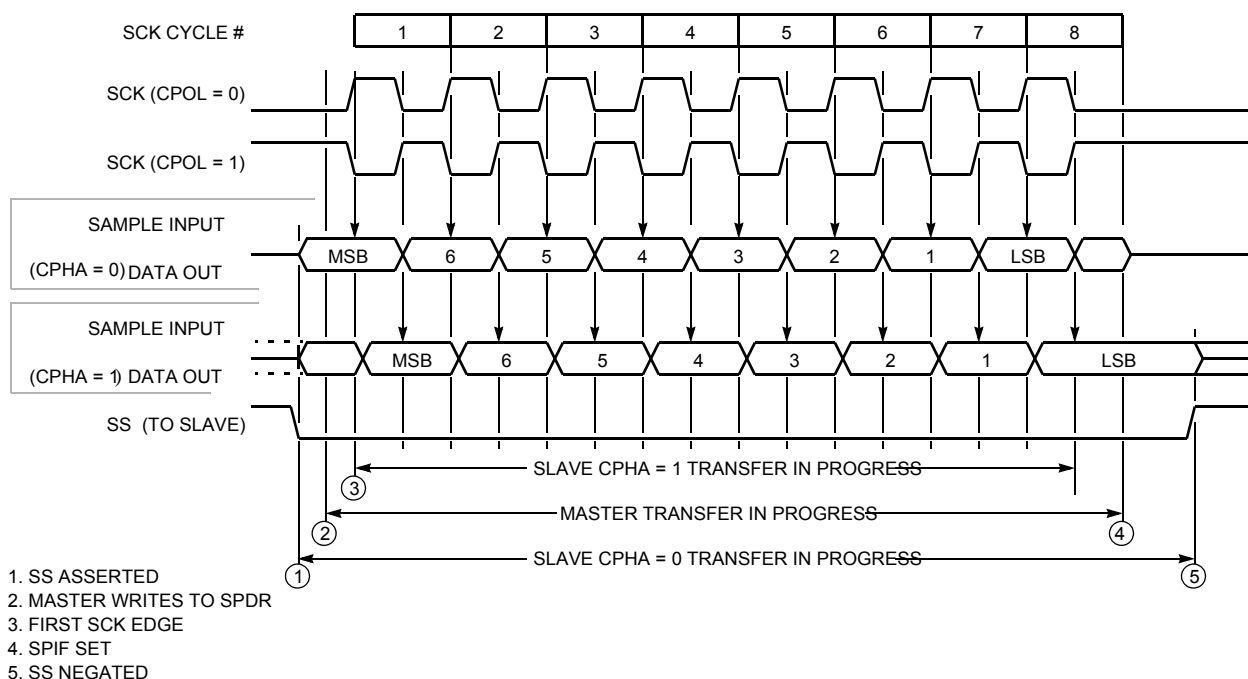 SCK CYCLE # 1 2 3 4 5 6 7 8
SCK (CPOL = 0)
SCK (CPOL = 1)
SAMPLE INPUT
MSB 6 5 4 3 2 1 LSB
(CPHA = 0) DATA OUT
SAMPLE INPUT
MSB 6 5 4 3 2 1 LSB
(CPHA = 1) DATA OUT
SS (TO SLAVE)
SLAVE CPHA = 1 TRANSFER IN PROGRESS
3
MASTER TRANSFER IN PROGRESS
2 4
SLAVE CPHA = 0 TRANSFER IN PROGRESS
1 5
1. SS ASSERTED
2. MASTER WRITES TO SPDR
3. FIRST SCK EDGE
4. SPIF SET
5. SS NEGATED